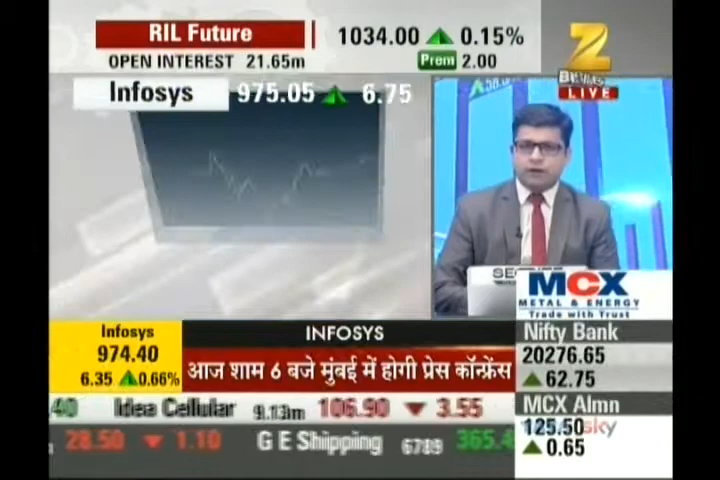 RIL Future
1034.00 0.15%
OPEN INTEREST 21.65m
Prem 2.00
LIVE
Infosys 975.05 6.75
MCX
METAL & ENERGY
Trade with Trust
Infosys
974.40
6.35 0.66%
INFOSYS
आज शाम 6 बजे मुंबई में होगी प्रेस कॉन्फ्रेंस
Nifty Bank
20276.65
62.75
MCX Almn
125.50
0.65
.40 Idea Cellular 9.13m 106.90 3.55
28.50 1.10 G E Shipping 6789 365.4